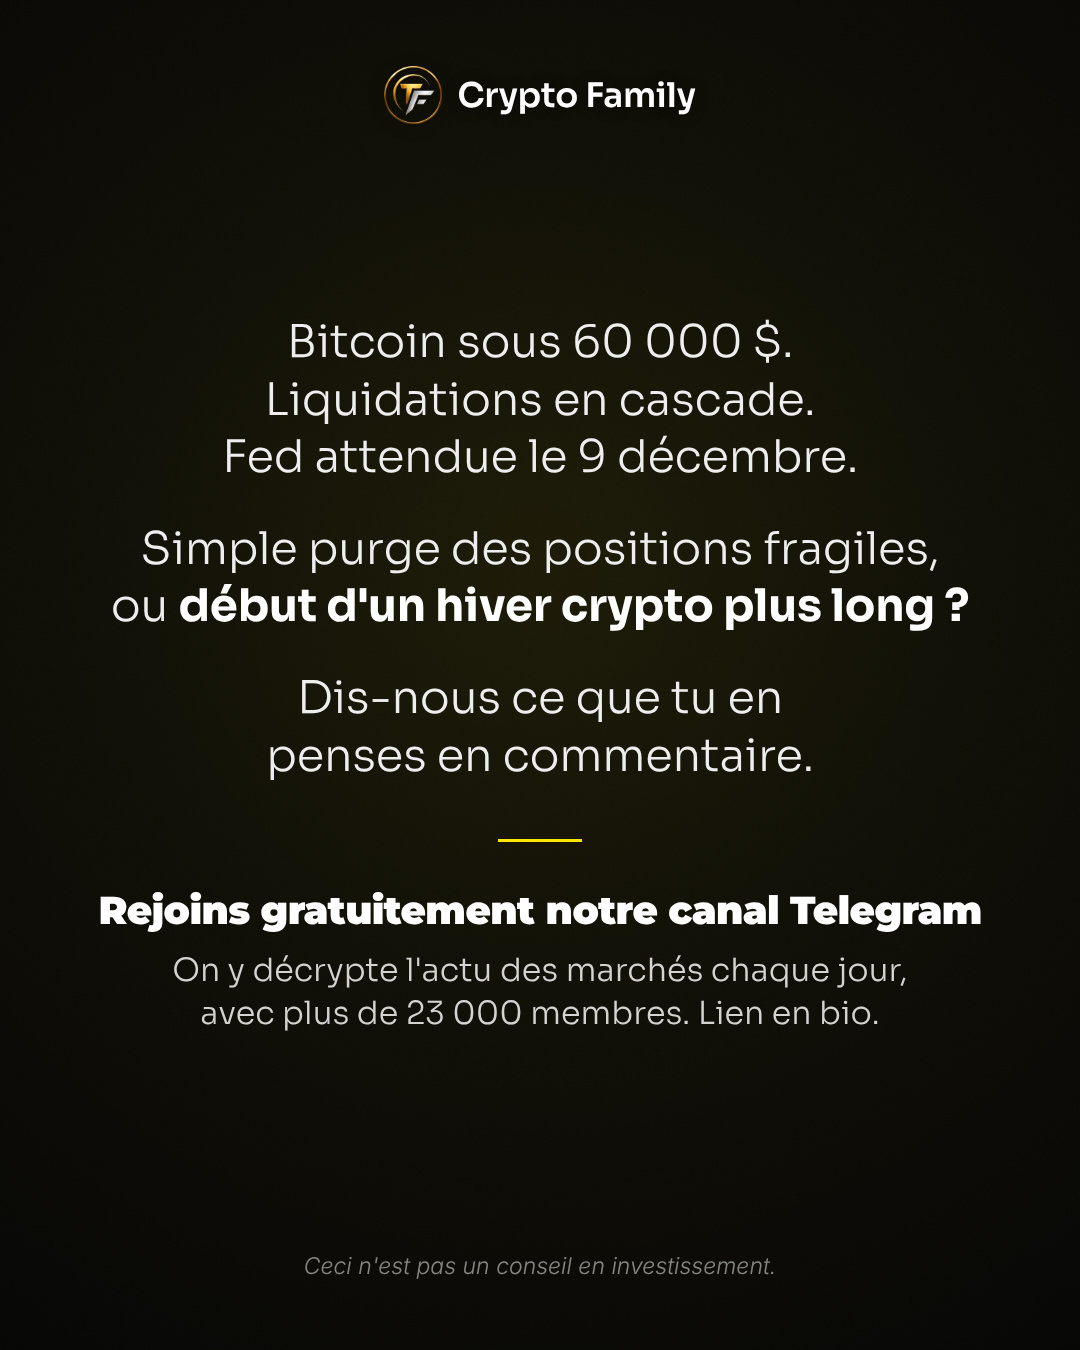 TF Crypto Family
Bitcoin sous 60 000 $.
Liquidations en cascade.
Fed attendue le 9 décembre.
Simple purge des positions fragiles,
ou début d'un hiver crypto plus long ?
Dis-nous ce que tu en
penses en commentaire.
Rejoins gratuitement notre canal Telegram
On y décrypte l'actu des marchés chaque jour,
avec plus de 23 000 membres. Lien en bio.
Ceci n'est pas un conseil en investissement.